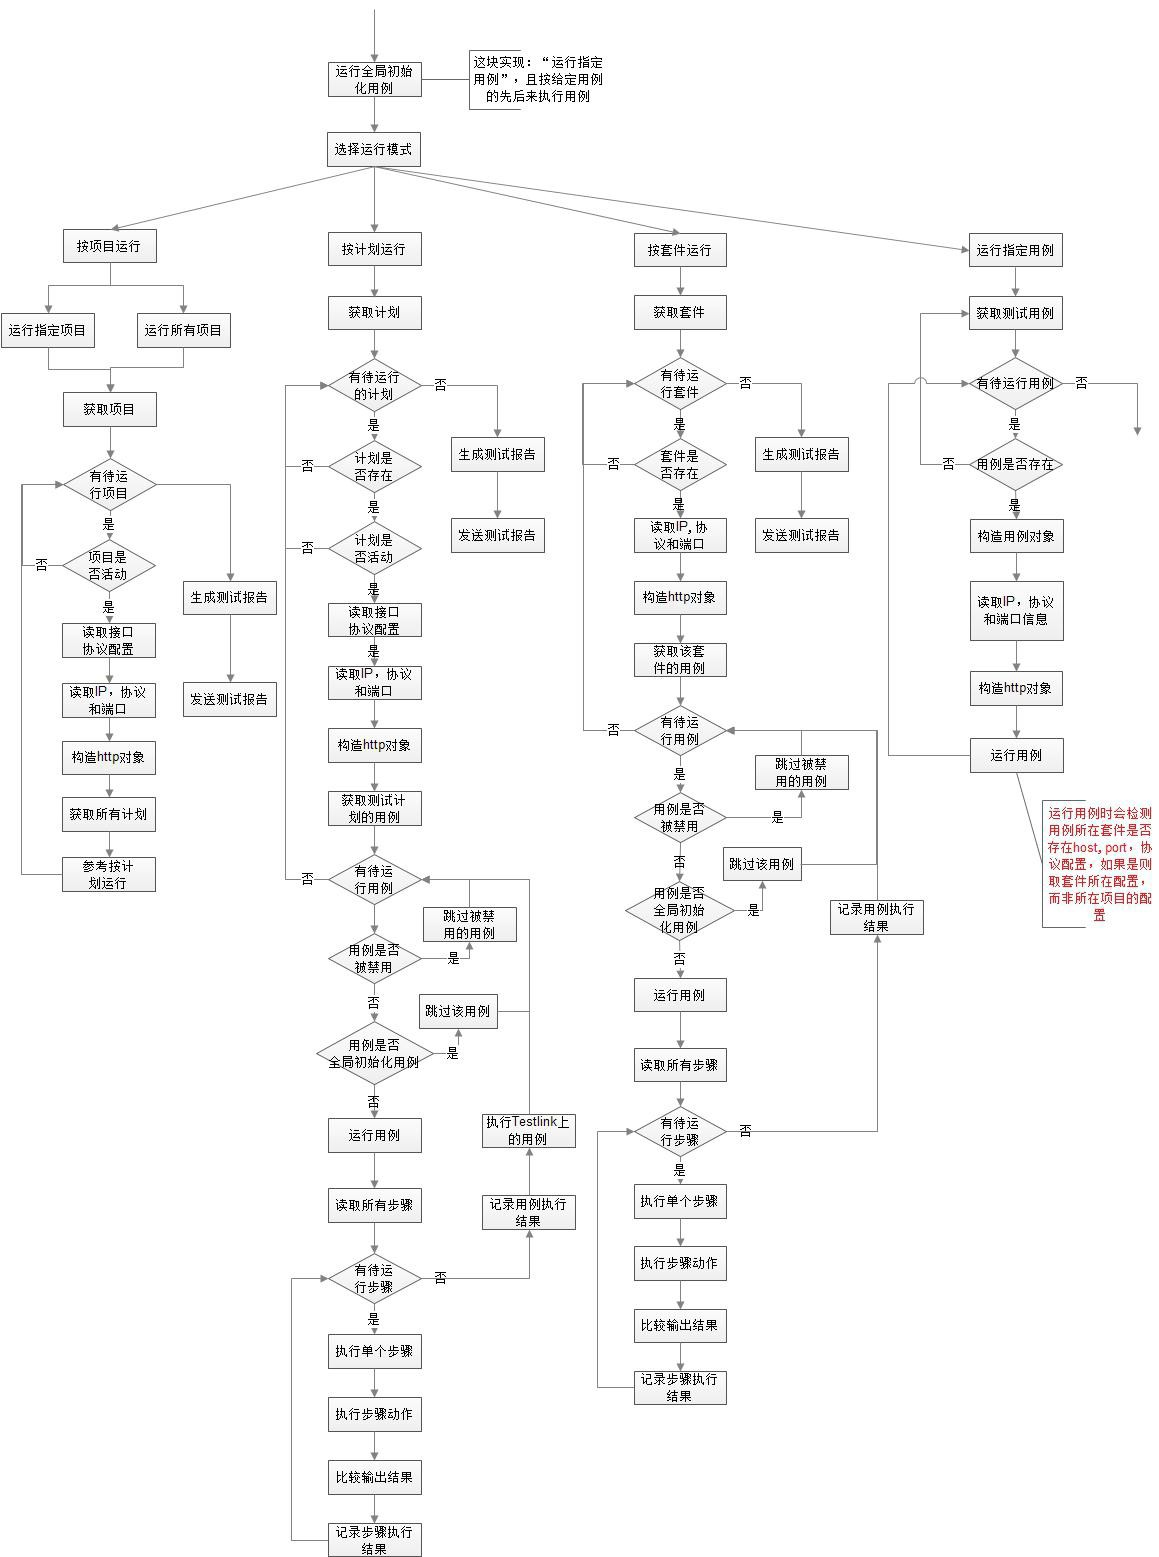 运行全局初始
化用例
这块实现：“运行指定
用例”，且按给定用例
的先后来执行用例
选择运行模式
按项目运行
运行指定项目
运行所有项目
获取项目
有待运
行项目
是
项目是
否活动
否
是
读取接口
协议配置
读取IP，协议
和端口
构造http对象
获取所有计划
参考按计
划运行
生成测试报告
发送测试报告
按计划运行
获取计划
有待运行
的计划
否
是
计划是
否存在
否
是
计划是
否活动
否
是
读取接口
协议配置
是
读取IP，协议
和端口
构造http对象
获取测试计
划的用例
有待运
行用例
否
跳过被禁
用的用例
用例是否
被禁用
是
否
跳过该用例
用例是否
全局初始化用例
是
否
运行用例
读取所有步骤
有待运
行步骤
否
是
执行单个步骤
执行步骤动作
比较输出结果
记录步骤执行
结果
生成测试报告
发送测试报告
执行Testlink上
的用例
记录用例执行
结果
按套件运行
获取套件
有待运
行套件
否
是
套件是
否存在
否
是
读取IP, 协
议和端口
构造http对象
获取该套
件的用例
有待运
行用例
否
是
跳过被禁
用的用例
用例是否
被禁用
是
否
跳过该用例
用例是否
全局初始
化用例
是
否
运行用例
读取所有步骤
有待运
行步骤
否
是
执行单个步骤
执行步骤动作
比较输出结果
记录步骤执行
结果
生成测试报告
发送测试报告
记录用例执行
结果
运行指定用例
获取测试用例
有待运行用例
否
是
用例是否存在
否
是
构造用例对象
读取IP，协议
和端口信息
构造http对象
运行用例
运行用例时会检测
用例所在套件是否
存在host, port，协
议配置，如果是则
取套件所在配置，
而非所在项目的配
置